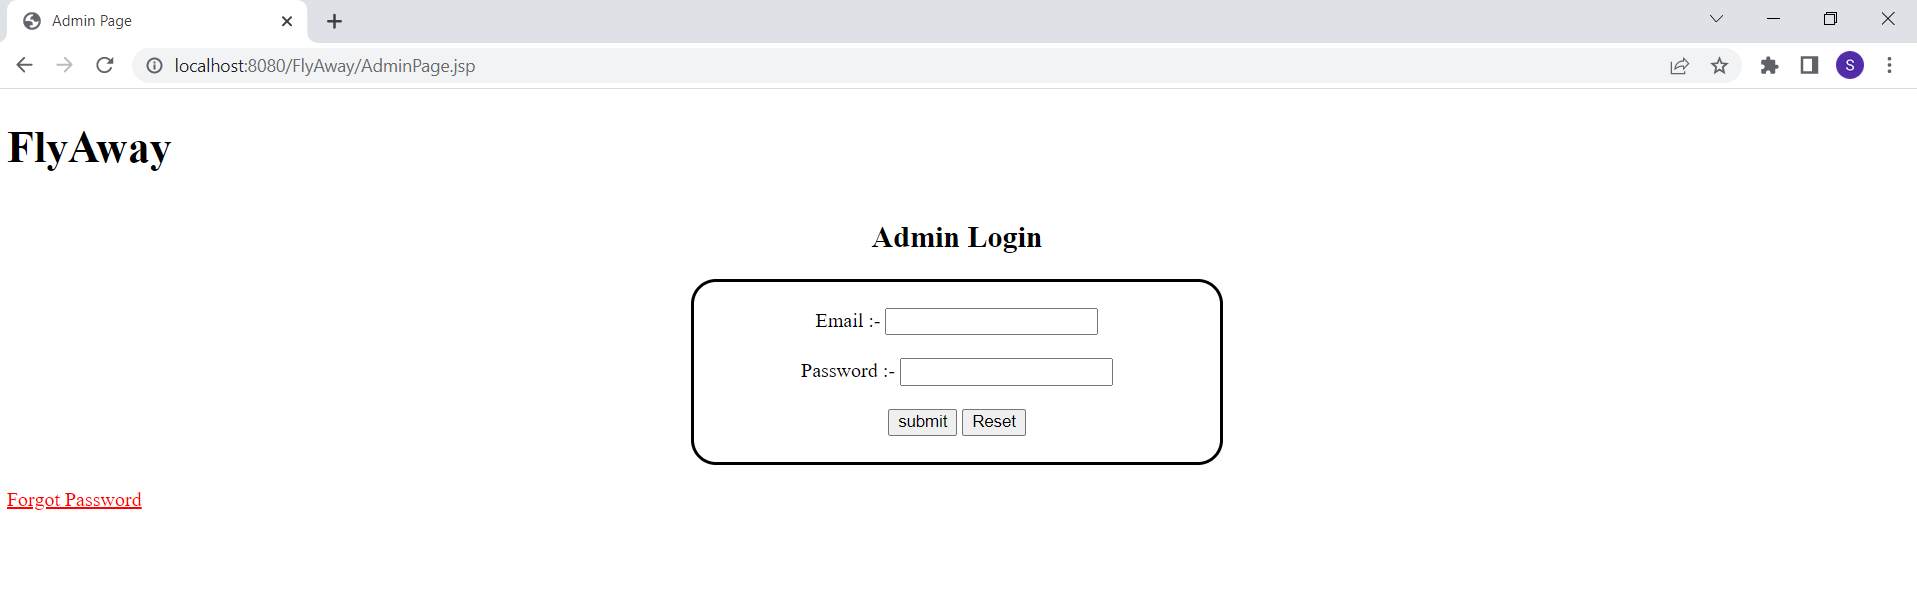 Admin Page
localhost:8080/FlyAway/AdminPage.jsp
S
FlyAway
Admin Login
Email :-
Password :-
submit Reset
Forgot Password